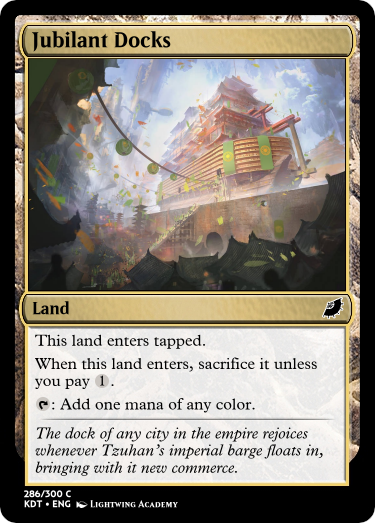 Jubilant Docks
Land
This land enters tapped.
When this land enters, sacrifice it unless
you pay 1.
: Add one mana of any color.
The dock of any city in the empire rejoices
whenever Tzuhan's imperial barge floats in,
bringing with it new commerce.
286/300 C
KDT • ENG Lightwing Academy